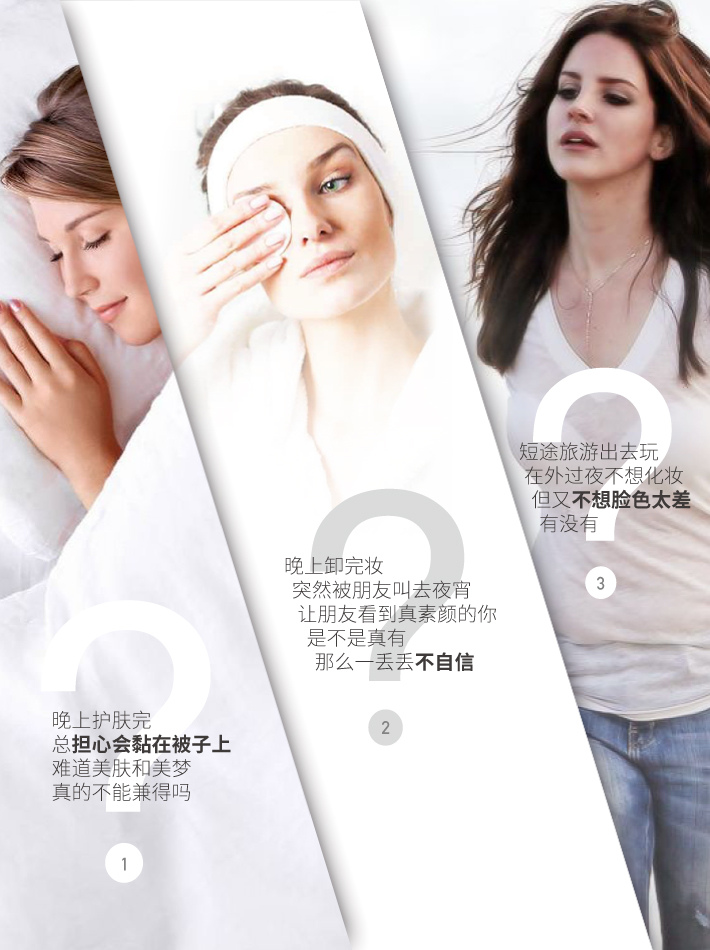 ?
短途旅游出去玩
在外过夜不想化妆
但又不想脸色太差
有没有
3
?
晚上卸完妆
突然被朋友叫去夜宵
让朋友看到真素颜的你
是不是真有
那么一丢丢不自信
2
?
晚上护肤完
总担心会黏在被子上
难道美肤和美梦
真的不能兼得吗
1